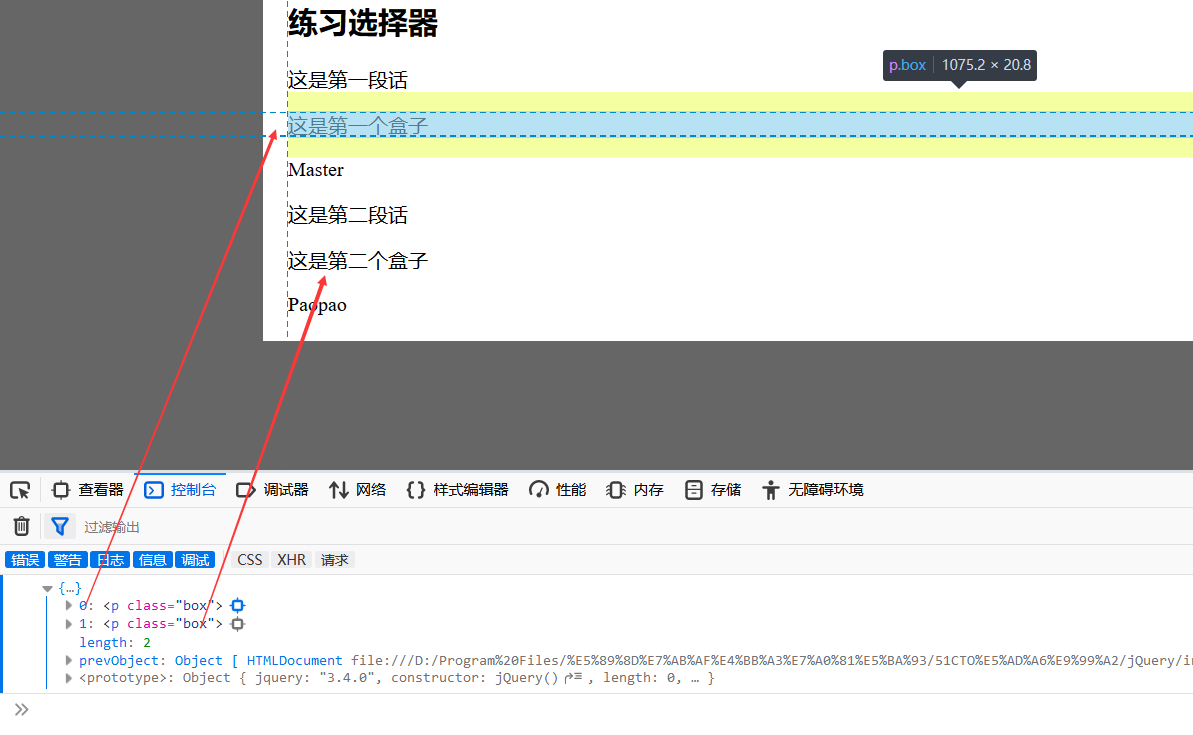 练习选择器
这是第一段话
p.box 1075.2 × 20.8
这是第一个盒子
Master
这是第二段话
这是第二个盒子
Paopao
查看器 控制台 调试器 网络 样式编辑器 性能 内存 存储 无障碍环境
过滤输出
错误 警告 日志 信息 调试 CSS XHR 请求
{…}
0: <p class="box">
1: <p class="box">
length: 2
prevObject: Object [ HTMLDocument file:///D:/Program%20Files/%E5%89%8D%E7%AB%AF%E4%BB%A3%E7%A0%81%E5%BA%93/51CTO%E5%AD%A6%E9%99%A2/jQuery/in
<prototype>: Object { jquery: "3.4.0", constructor: jQuery(), length: 0, … }